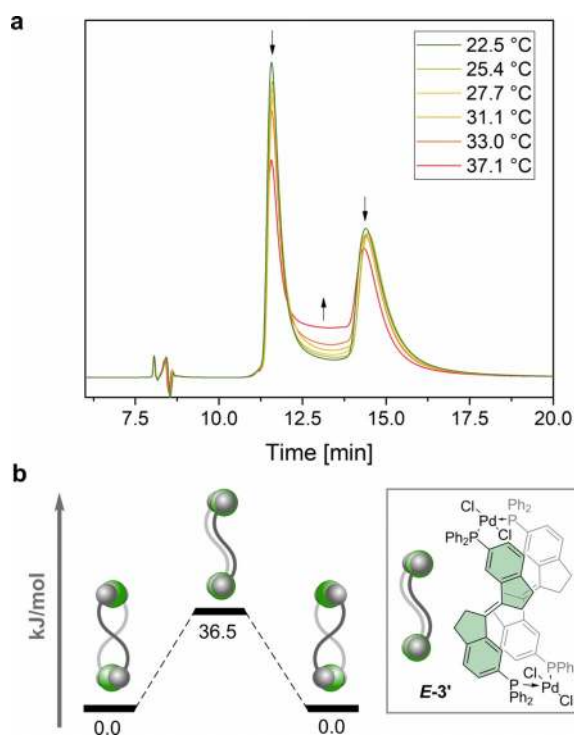 a
22.5 °C
25.4 °C
27.7 °C
31.1 °C
33.0 °C
37.1 °C
7.5 10.0 12.5 15.0 17.5 20.0
Time [min]
b
kJ/mol
0.0
36.5
0.0
Ph₂
Cl
Pd
P
Cl
Ph₂P
E-3'
PPh₂
Cl
P
Pd
Ph₂
Cl